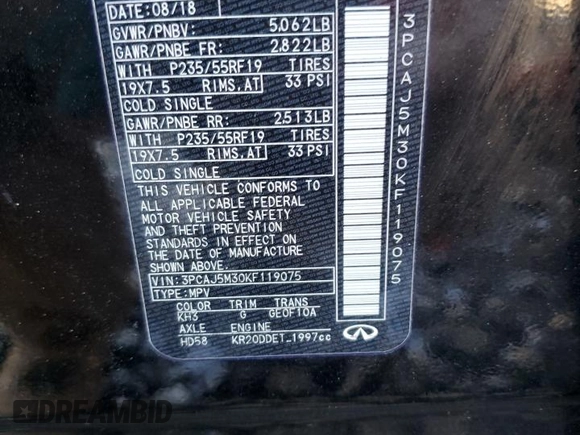 DATE: 08/18
GVWR/PNBV: 5,062LB
GAWR/PNBE FR: 2,822LB
WITH P235/55RF19 TIRES
19X7.5 RIMS,AT 33 PSI
COLD SINGLE
GAWR/PNBE RR: 2,513LB
WITH P235/55RF19 TIRES
19X7.5 RIMS,AT 33 PSI
COLD SINGLE
THIS VEHICLE CONFORMS TO
ALL APPLICABLE FEDERAL
MOTOR VEHICLE SAFETY
AND THEFT PREVENTION
STANDARDS IN EFFECT ON
THE DATE OF MANUFACTURE
SHOWN ABOVE.
VIN: 3PCAJ5M30KF119075
TYPE: MPV
COLOR TRIM TRANS
KH3 G GE0F10A
AXLE ENGINE
HD58 KR20DDET_1997cc
3PCAJ5M30KF119075
DREAMBID